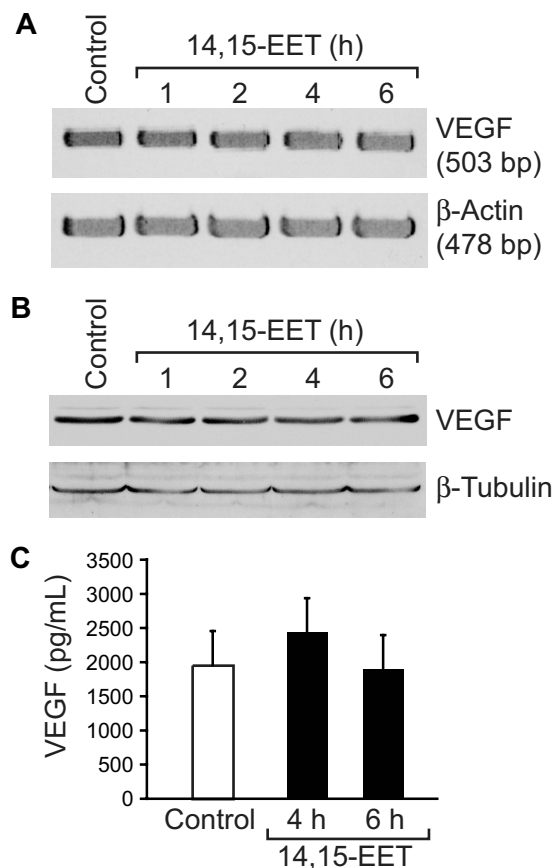 A
Control
14,15-EET (h)
1 2 4 6
VEGF
(503 bp)
β-Actin
(478 bp)
B
Control
14,15-EET (h)
1 2 4 6
VEGF
β-Tubulin
C
VEGF (pg/mL)
3500
3000
2500
2000
1500
1000
500
0
Control 4 h 6 h
14,15-EET